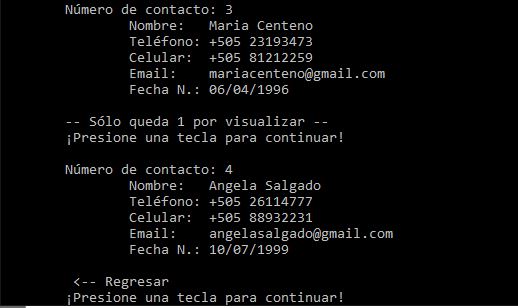 Número de contacto: 3
Nombre: Maria Centeno
Teléfono: +505 23193473
Celular: +505 81212259
Email: mariacenteno@gmail.com
Fecha N.: 06/04/1996
-- Sólo queda 1 por visualizar --
¡Presione una tecla para continuar!
Número de contacto: 4
Nombre: Angela Salgado
Teléfono: +505 26114777
Celular: +505 88932231
Email: angelasalgado@gmail.com
Fecha N.: 10/07/1999
<-- Regresar
¡Presione una tecla para continuar!